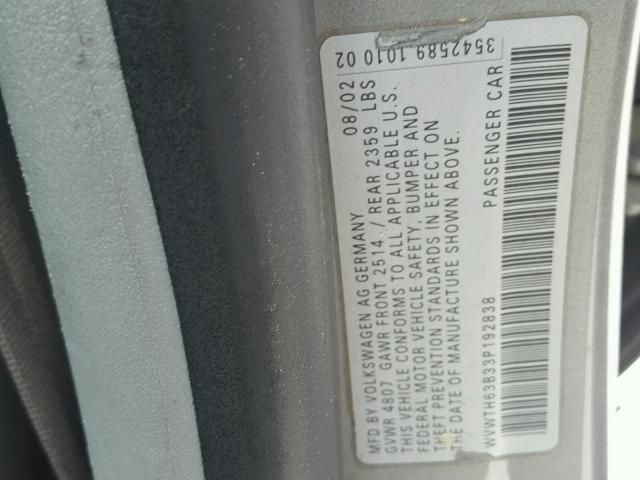 3542589 1010 02
MFD BY VOLKSWAGEN AG GERMANY 08/02
GVWR 4807 GAWR FRONT 2514 / REAR 2359 LBS
THIS VEHICLE CONFORMS TO ALL APPLICABLE U.S.
FEDERAL MOTOR VEHICLE SAFETY, BUMPER AND
THEFT PREVENTION STANDARDS IN EFFECT ON
THE DATE OF MANUFACTURE SHOWN ABOVE.
WVWTH63B33P192838 PASSENGER CAR